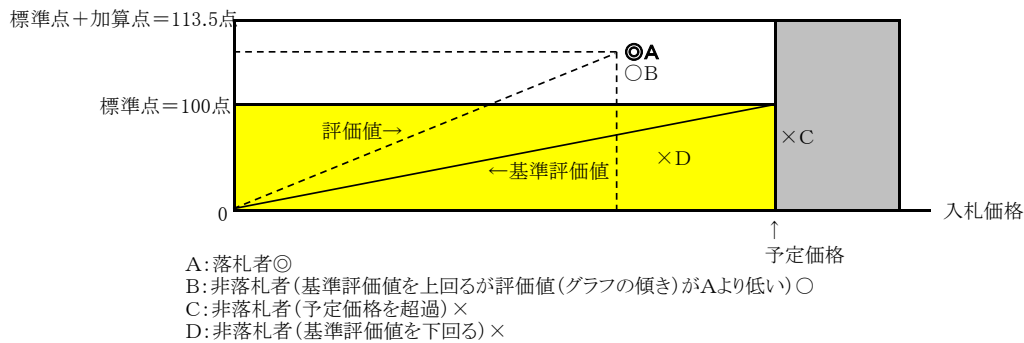 標準点＋加算点＝113.5点
◎A
○B
標準点＝100点
評価値→
×C
×D
←基準評価値
0
入札価格
↑
予定価格
A：落札者◎
B：非落札者（基準評価値を上回るが評価値（グラフの傾き）がAより低い）○
C：非落札者（予定価格を超過）×
D：非落札者（基準評価値を下回る）×